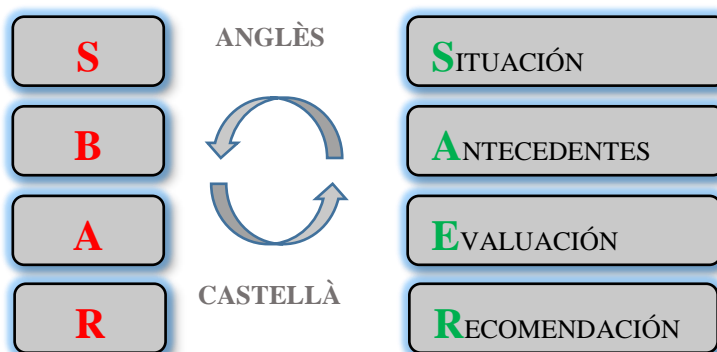 S
ANGLÈS
SITUACIÓN
B
ANTECEDENTES
A
EVALUACIÓN
CASTELLÀ
R
RECOMENDACIÓN